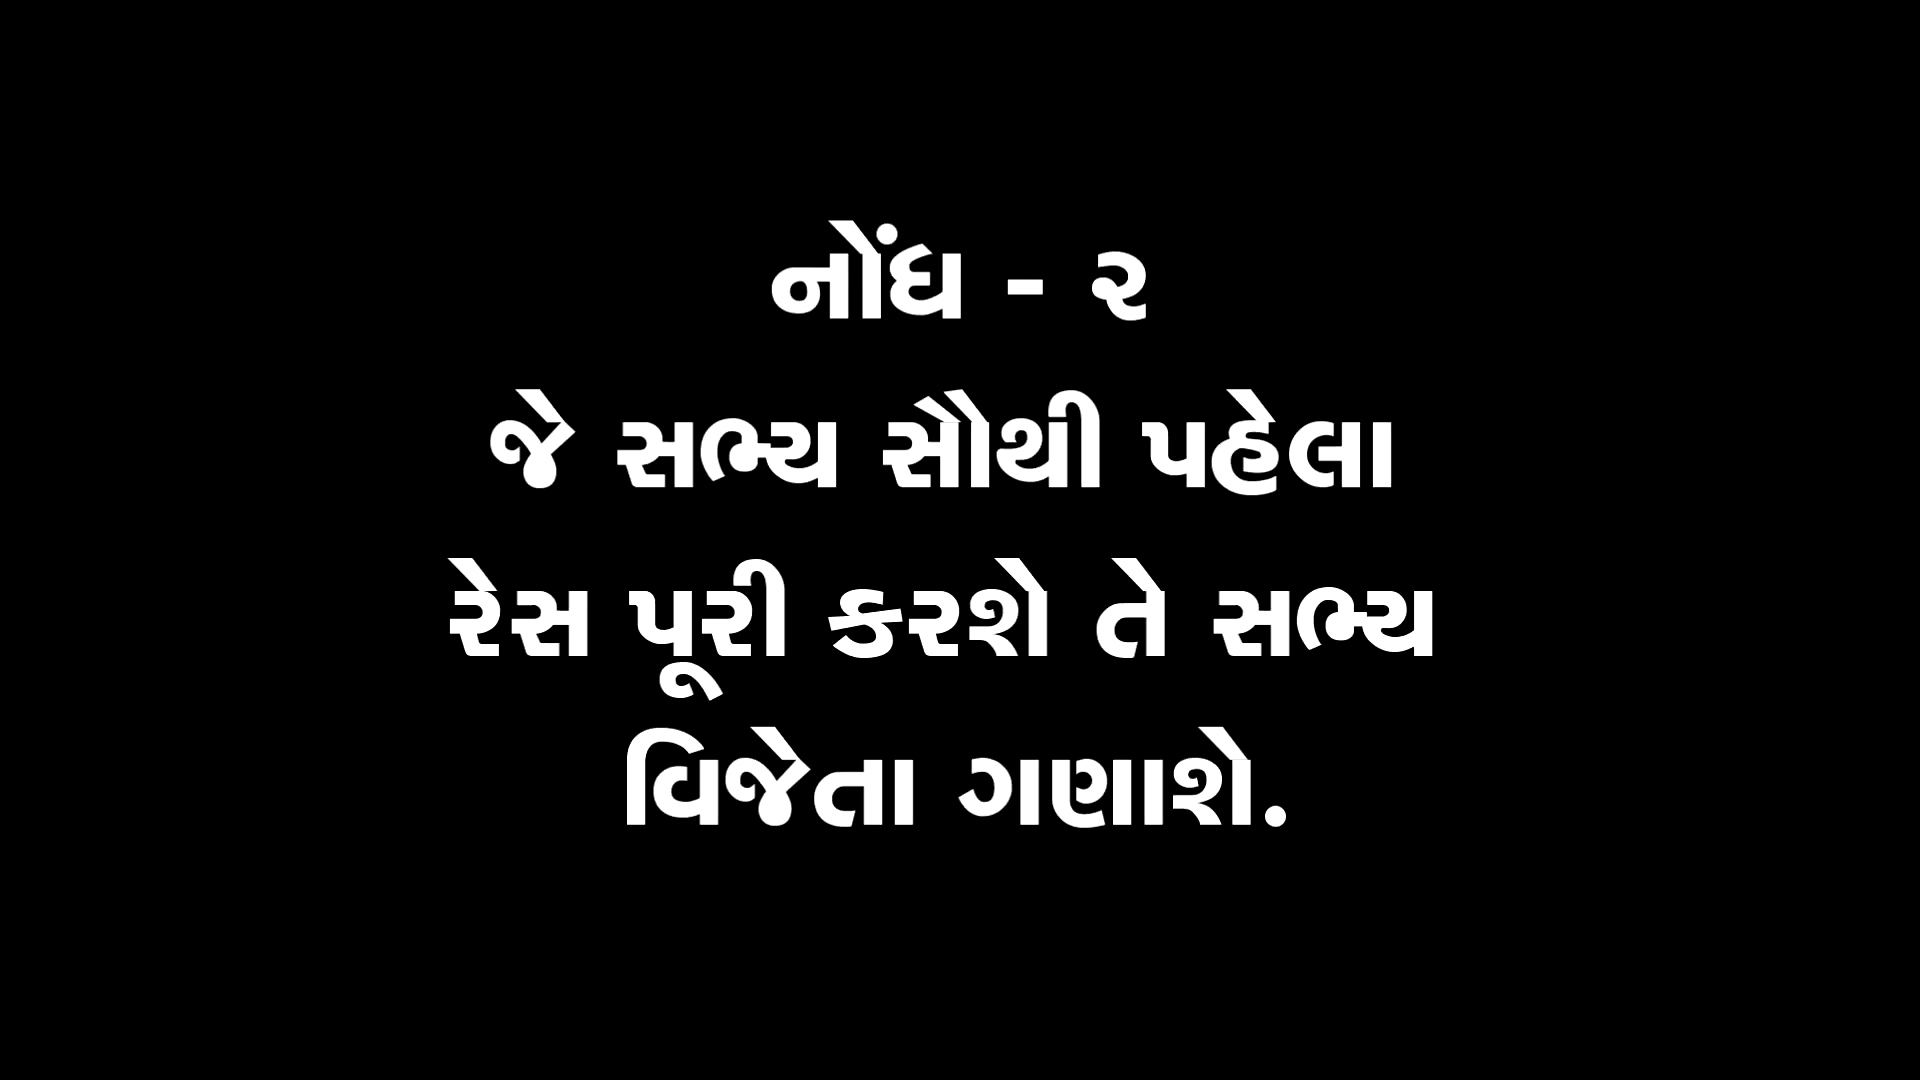 નોંધ - ૨
જે સભ્ય સૌથી પહેલા
રેસ પૂરી કરશે તે સભ્ય
વિજેતા ગણાશે.